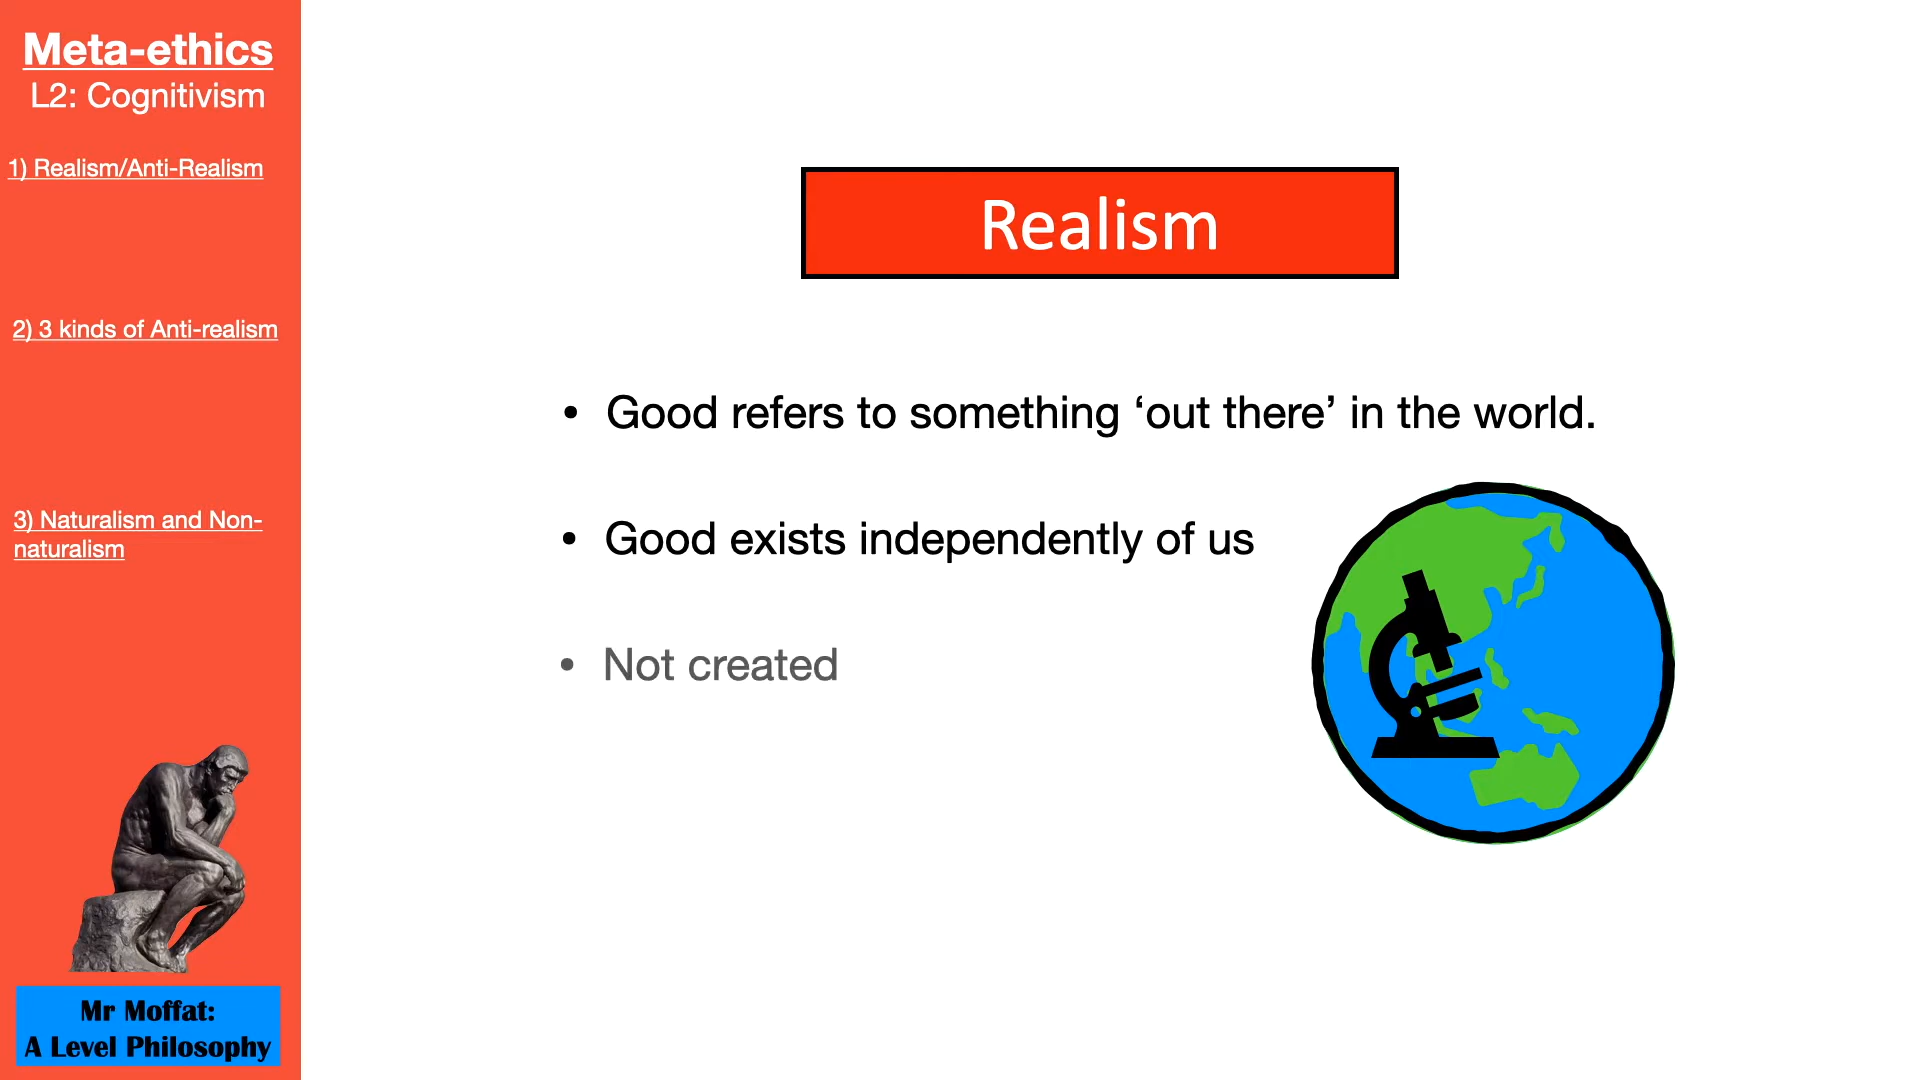 Meta-ethics
L2: Cognitivism
1) Realism/Anti-Realism
2) 3 kinds of Anti-realism
3) Naturalism and Non-
naturalism
Mr Moffat:
A Level Philosophy
Realism
• Good refers to something ‘out there’ in the world.
• Good exists independently of us
• Not created